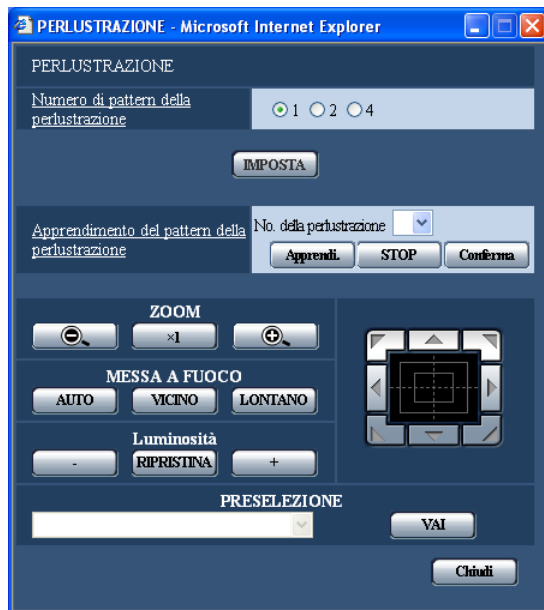 PERLUSTRAZIONE - Microsoft Internet Explorer
PERLUSTRAZIONE
Numero di pattern della
perlustrazione
1 2 4
IMPOSTA
Apprendimento del pattern della
perlustrazione
No. della perlustrazione
Apprendi. STOP Conferma
ZOOM
×1
MESSA A FUOCO
AUTO VICINO LONTANO
Luminosità
- RIPRISTINA +
PRESELEZIONE
VAI
Chiudi